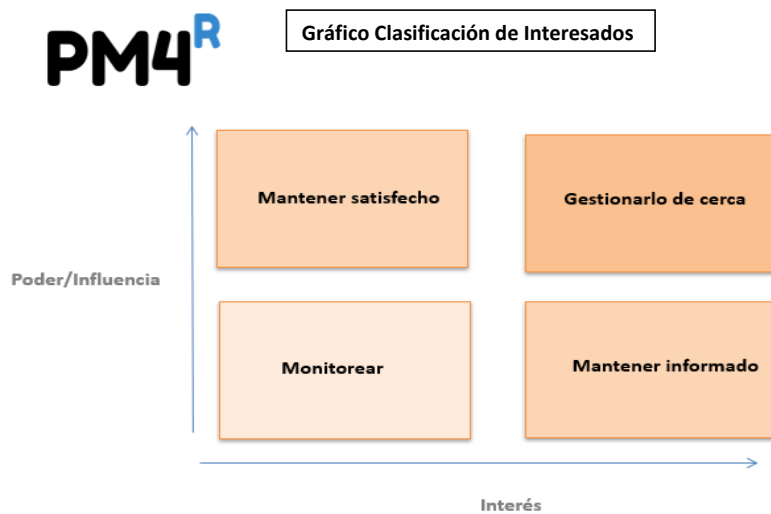 PM4R
Gráfico Clasificación de Interesados
Mantener satisfecho
Gestionarlo de cerca
Poder/Influencia
Monitorear
Mantener informado
Interés